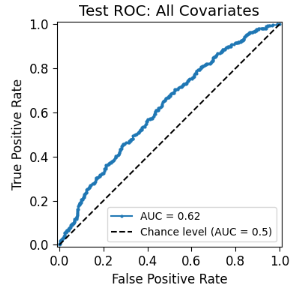 Test ROC: All Covariates
True Positive Rate
1.0
0.8
0.6
0.4
0.2
0.0
AUC = 0.62
Chance level (AUC = 0.5)
0.0 0.2 0.4 0.6 0.8 1.0
False Positive Rate